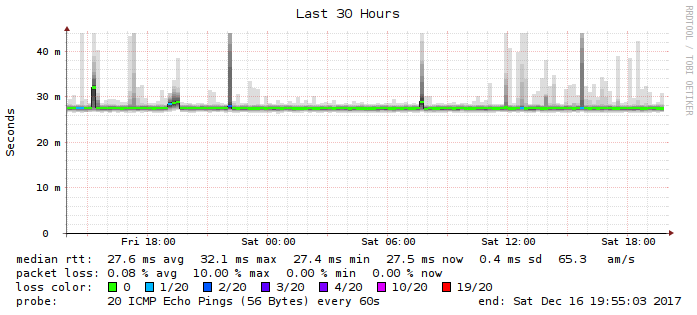 Last 30 Hours
RRDTOOL / TOBI OETIKER
Seconds
40 m
30 m
20 m
10 m
0
Fri 18:00 Sat 00:00 Sat 06:00 Sat 12:00 Sat 18:00
median rtt: 27.6 ms avg 32.1 ms max 27.4 ms min 27.5 ms now 0.4 ms sd 65.3 am/s
packet loss: 0.08 % avg 10.00 % max 0.00 % min 0.00 % now
loss color: 0 1/20 2/20 3/20 4/20 10/20 19/20
probe: 20 ICMP Echo Pings (56 Bytes) every 60s end: Sat Dec 16 19:55:03 2017